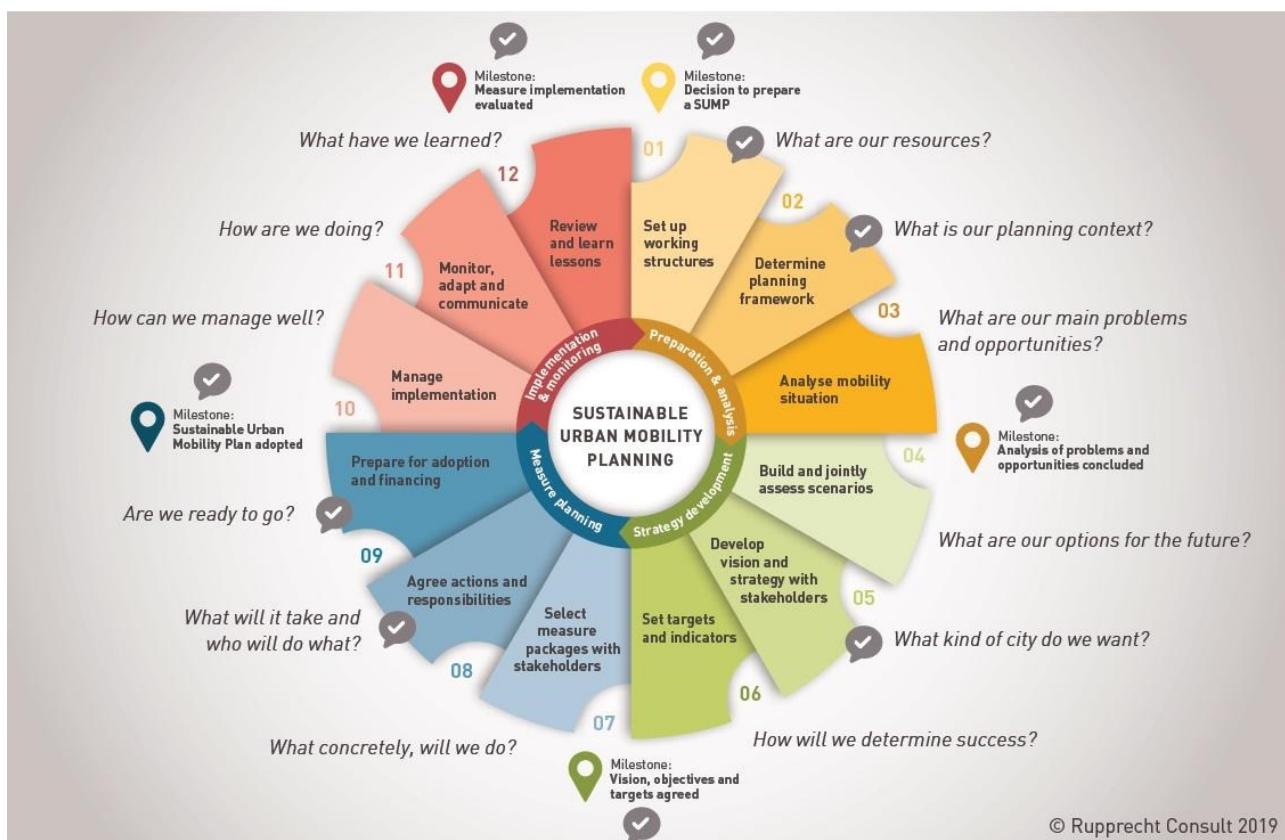 Milestone:
Measure implementation
evaluated
Milestone:
Decision to prepare
a SUMP
What have we learned?
What are our resources?
12
01
Review
and learn
lessons
Set up
working
structures
02
How are we doing?
What is our planning context?
11
Monitor,
adapt and
communicate
Determine
planning
framework
03
How can we manage well?
What are our main problems
and opportunities?
Manage
implementation
Analyse mobility
situation
10
Implementation
& monitoring
Preparation & analysis
SUSTAINABLE
URBAN MOBILITY
PLANNING
Measure planning
Strategy development
Milestone:
Sustainable Urban
Mobility Plan adopted
Milestone:
Analysis of problems and
opportunities concluded
04
Prepare for adoption
and financing
Build and jointly
assess scenarios
Are we ready to go?
What are our options for the future?
09
Agree actions and
responsibilities
Develop
vision and
strategy with
stakeholders
05
What will it take and
who will do what?
What kind of city do we want?
08
Select
measure
packages with
stakeholders
Set targets
and indicators
06
07
What concretely, will we do?
How will we determine success?
Milestone:
Vision, objectives and
targets agreed
© Rupprecht Consult 2019